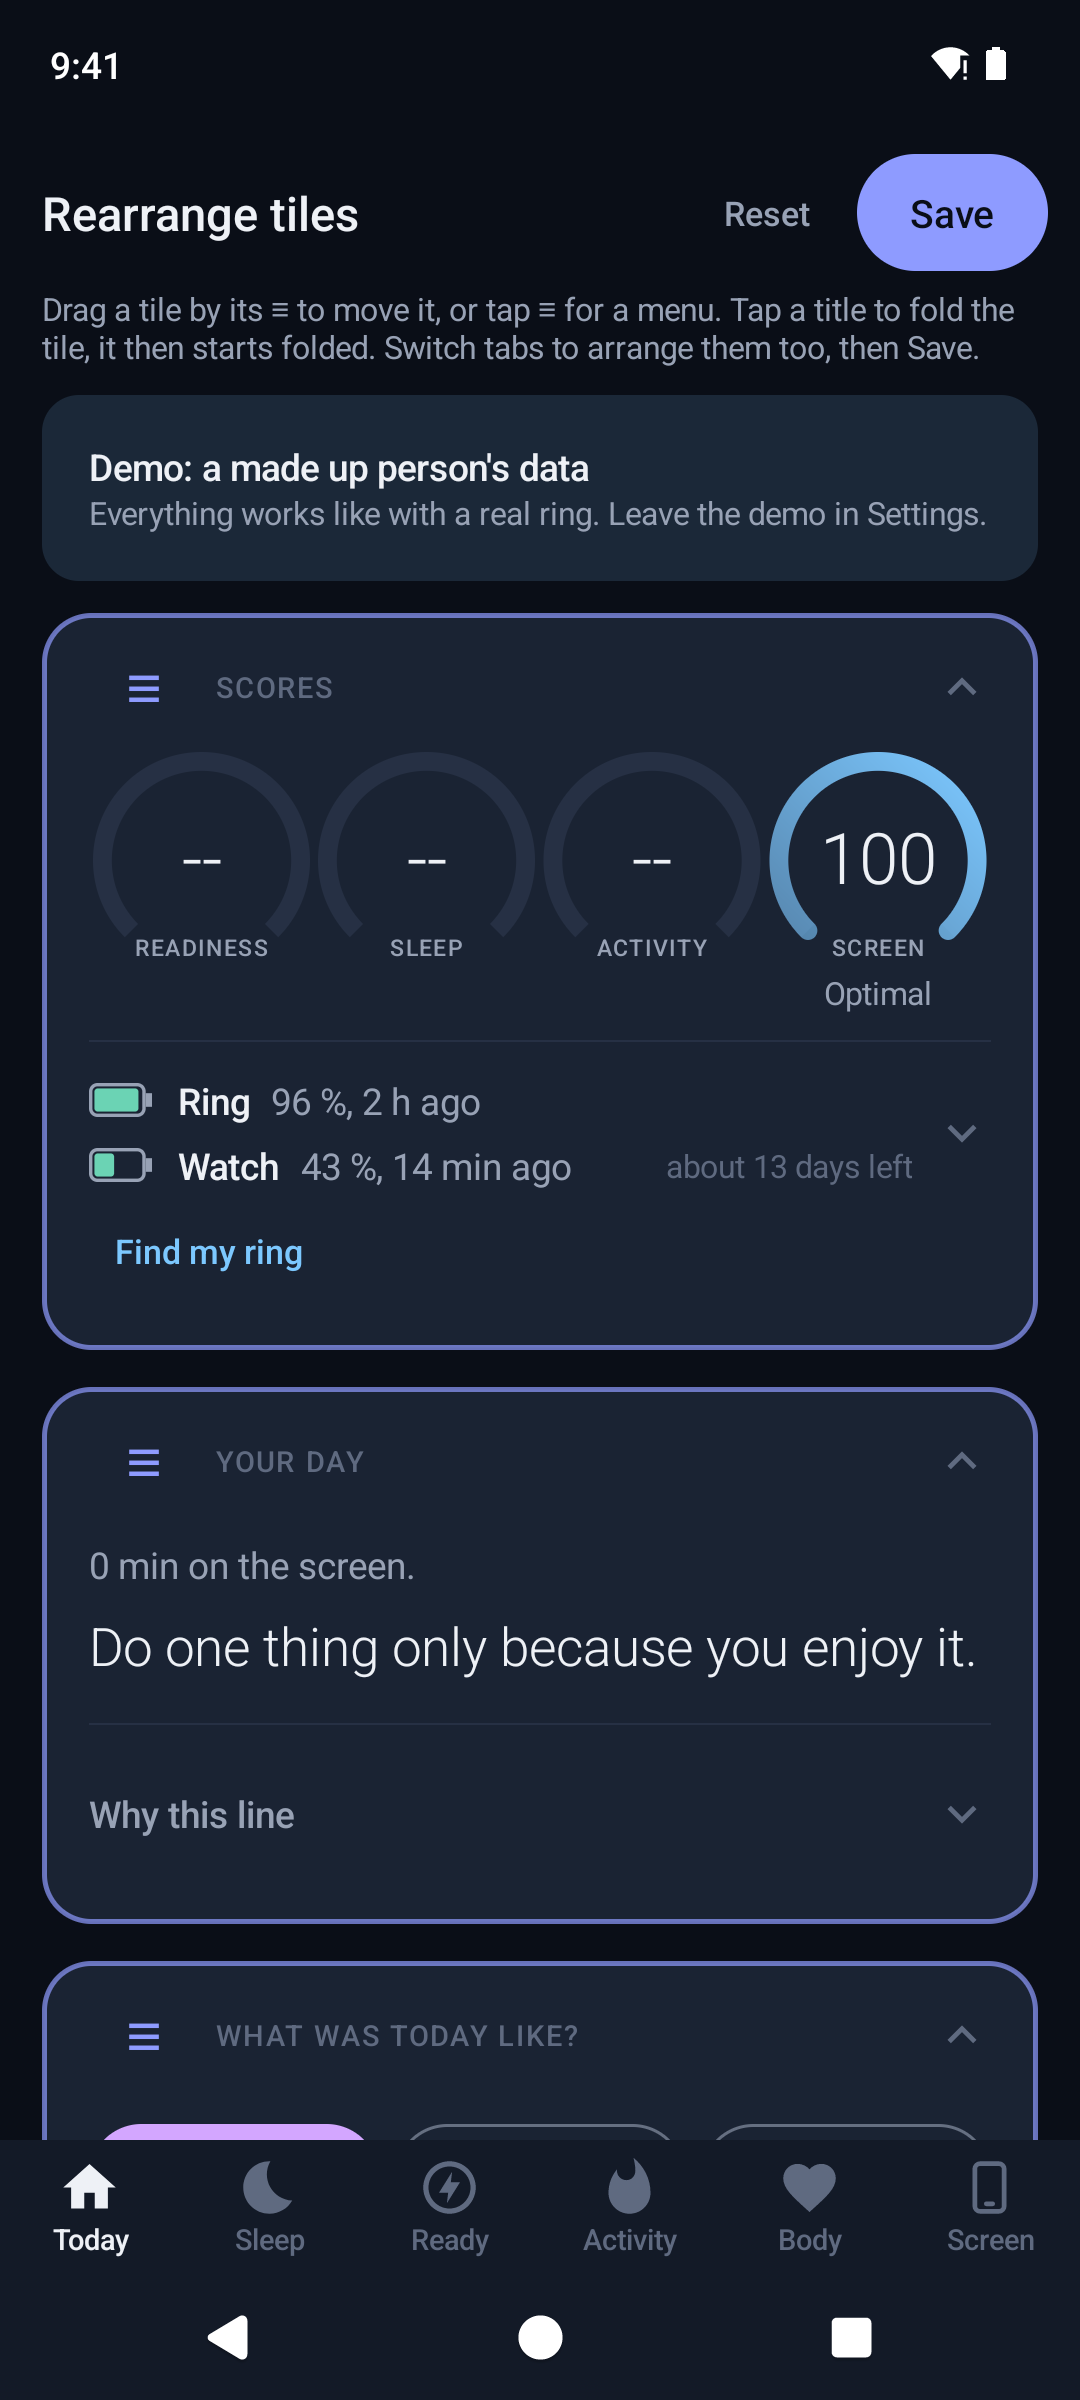 9:41
Rearrange tiles
Reset
Save
Drag a tile by its ≡ to move it, or tap ≡ for a menu. Tap a title to fold the
tile, it then starts folded. Switch tabs to arrange them too, then Save.
Demo: a made up person's data
Everything works like with a real ring. Leave the demo in Settings.
SCORES
-- -- -- 100
READINESS SLEEP ACTIVITY SCREEN
Optimal
Ring 96 %, 2 h ago
Watch 43 %, 14 min ago about 13 days left
Find my ring
YOUR DAY
0 min on the screen.
Do one thing only because you enjoy it.
Why this line
WHAT WAS TODAY LIKE?
Today Sleep Ready Activity Body Screen